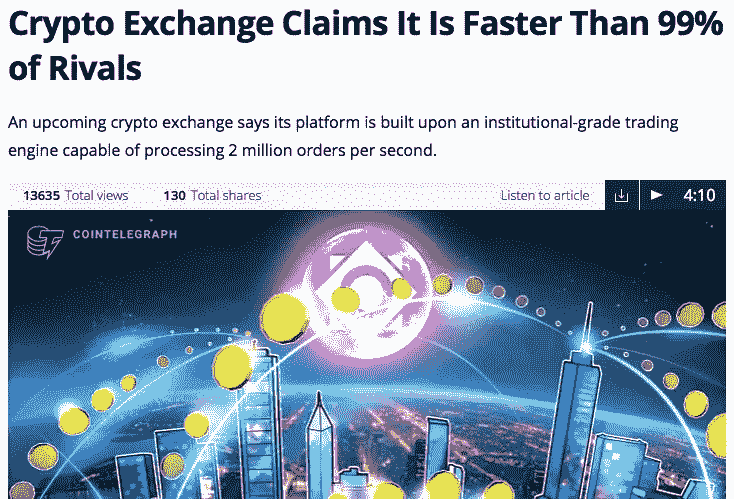 Crypto Exchange Claims It Is Faster Than 99%
of Rivals
An upcoming crypto exchange says its platform is built upon an institutional-grade trading
engine capable of processing 2 million orders per second.
13635 Total views 130 Total shares Listen to article 4:10
COINTELEGRAPH